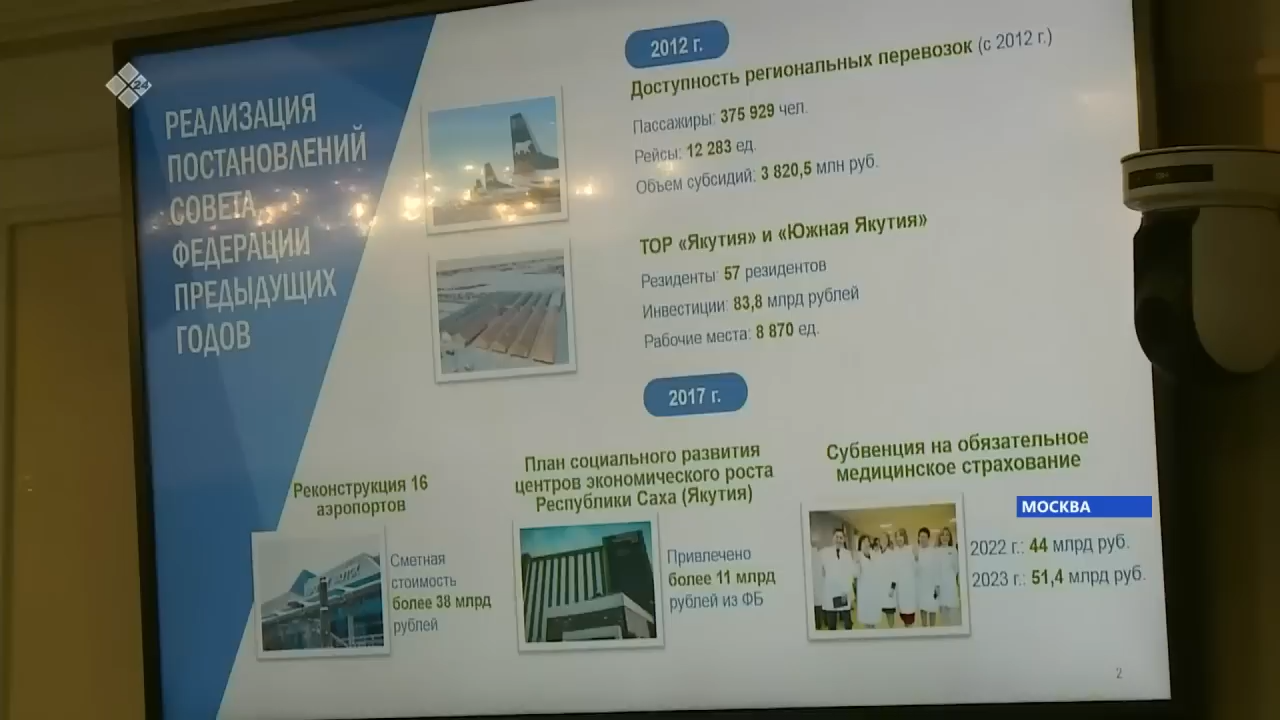 24
РЕАЛИЗАЦИЯ
ПОСТАНОВЛЕНИЙ
СОВЕТА
ФЕДЕРАЦИИ
ПРЕДЫДУЩИХ
ГОДОВ
2012 г.
Доступность региональных перевозок (с 2012 г.)
Пассажиры: 375 929 чел.
Рейсы: 12 283 ед.
Объем субсидий: 3 820,5 млн руб.
ТОР «Якутия» и «Южная Якутия»
Резиденты: 57 резидентов
Инвестиции: 83,8 млрд рублей
Рабочие места: 8 870 ед.
2017 г.
Реконструкция 16
аэропортов
Сметная
стоимость
более 38 млрд
рублей
План социального развития
центров экономического роста
Республики Саха (Якутия)
Привлечено
более 11 млрд
рублей из ФБ
Субвенция на обязательное
медицинское страхование
МОСКВА
2022 г.: 44 млрд руб.
2023 г.: 51,4 млрд руб.
2